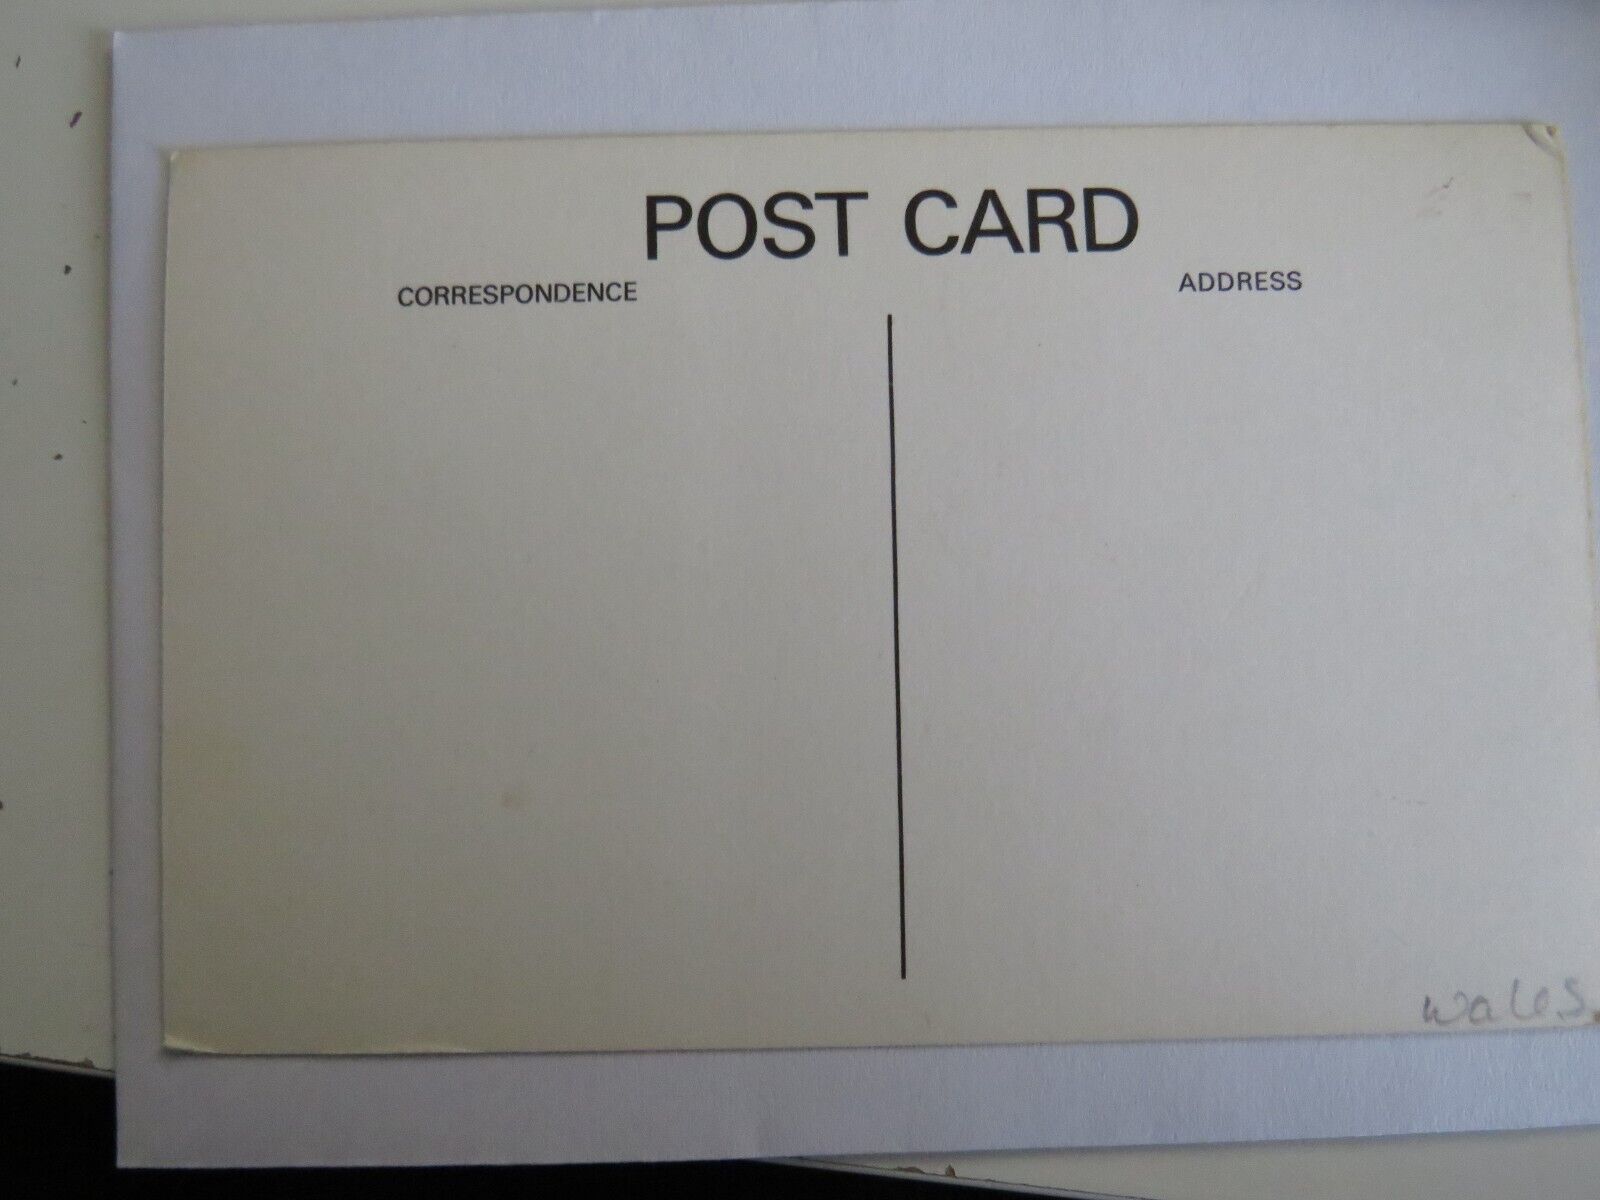 POST CARD
CORRESPONDENCE
ADDRESS
Wales